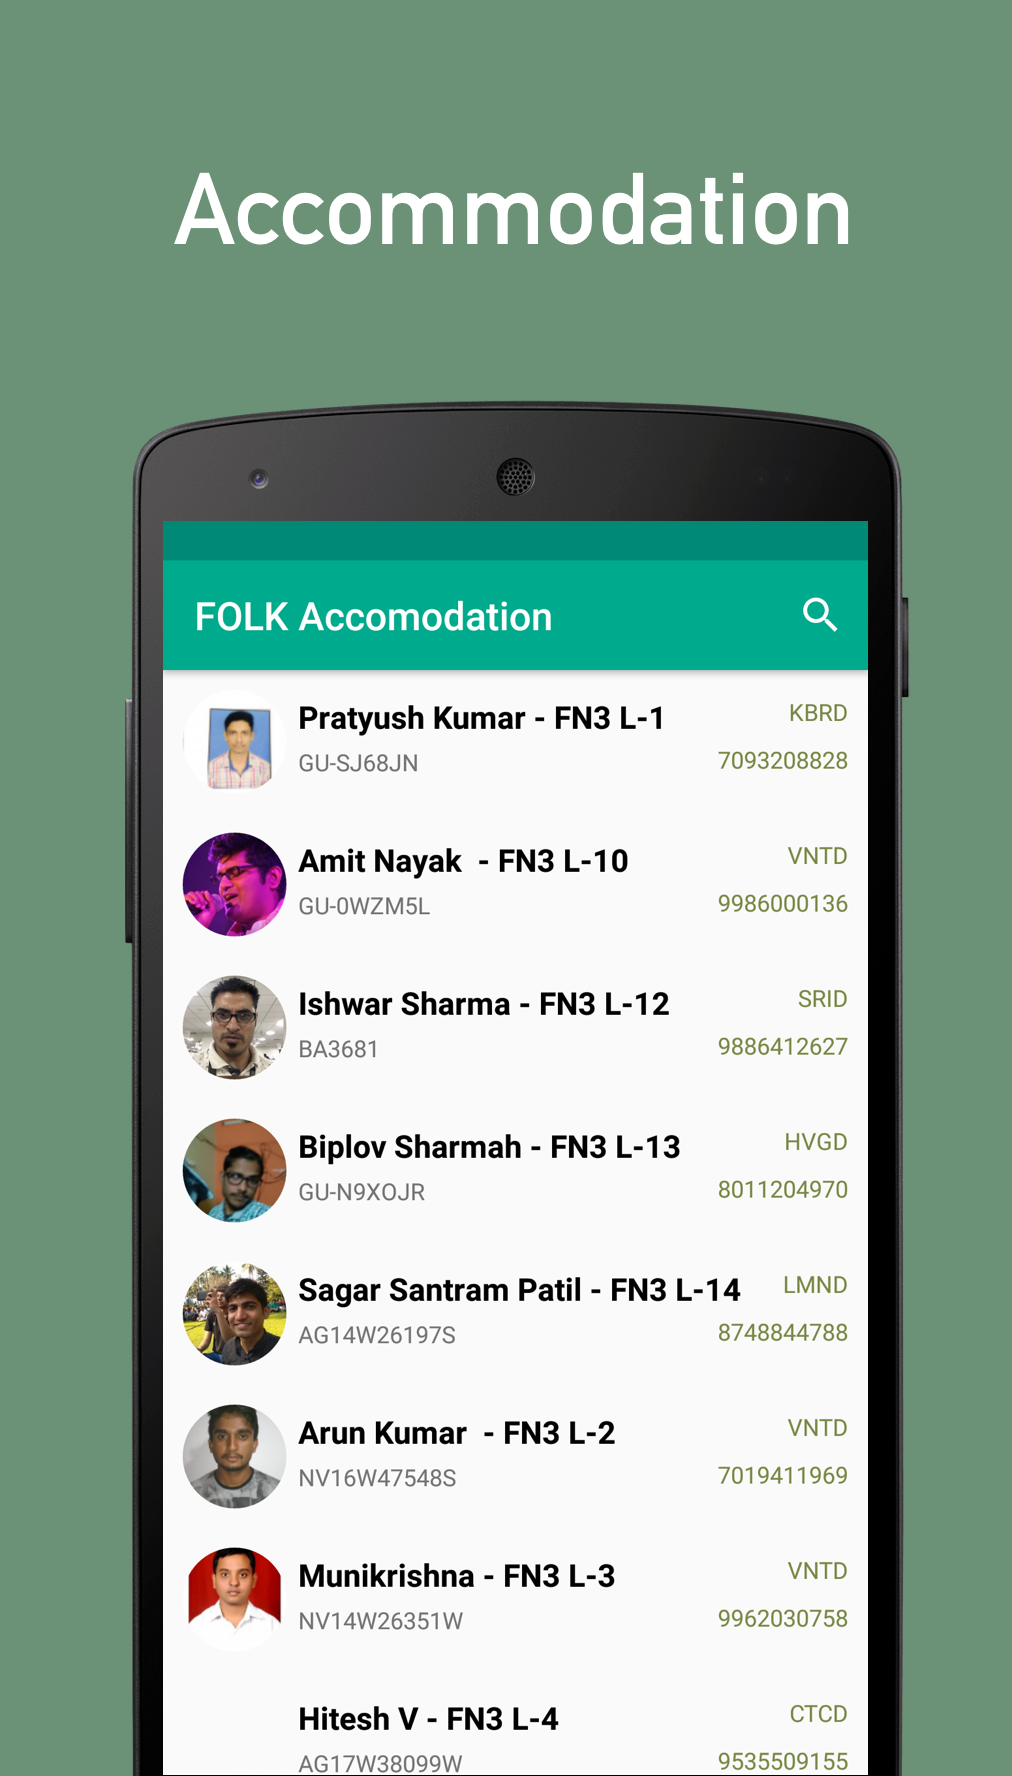 Accommodation
FOLK Accomodation
Pratyush Kumar - FN3 L-1 KBRD
GU-SJ68JN 7093208828
Amit Nayak  - FN3 L-10 VNTD
GU-0WZM5L 9986000136
Ishwar Sharma - FN3 L-12 SRID
BA3681 9886412627
Biplov Sharmah - FN3 L-13 HVGD
GU-N9XOJR 8011204970
Sagar Santram Patil - FN3 L-14 LMND
AG14W26197S 8748844788
Arun Kumar  - FN3 L-2 VNTD
NV16W47548S 7019411969
Munikrishna - FN3 L-3 VNTD
NV14W26351W 9962030758
Hitesh V - FN3 L-4 CTCD
AG17W38099W 9535509155